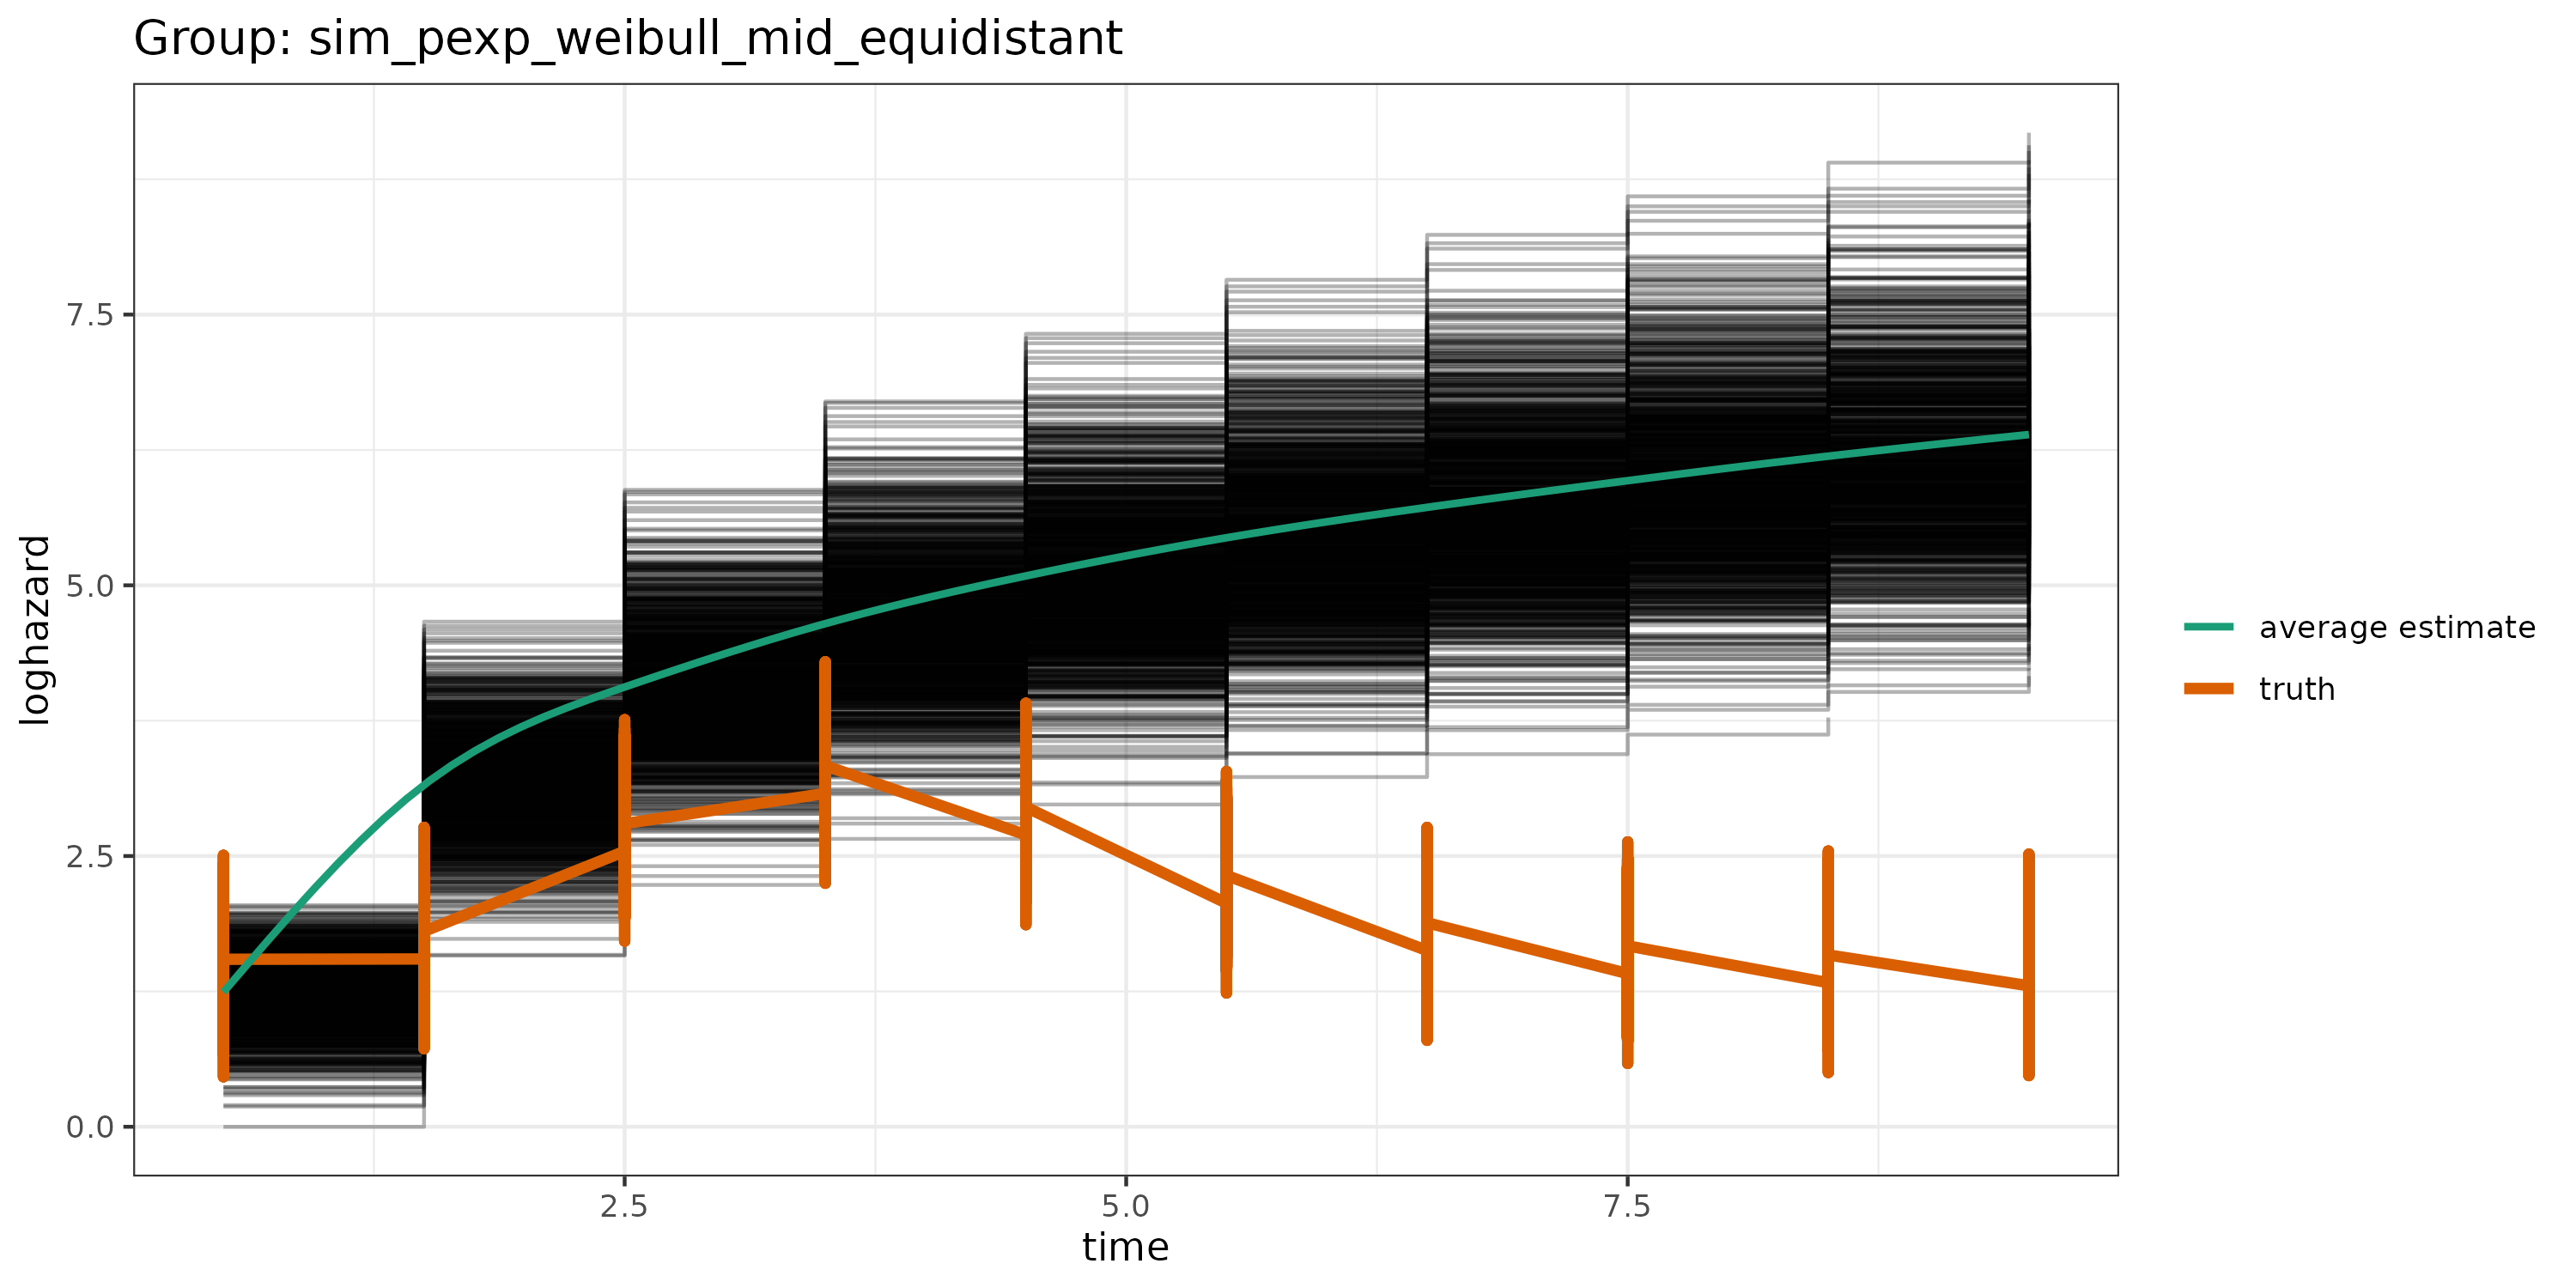 Group: sim_pexp_weibull_mid_equidistant
loghazard
7.5
5.0
2.5
0.0
2.5
5.0
7.5
time
average estimate
truth